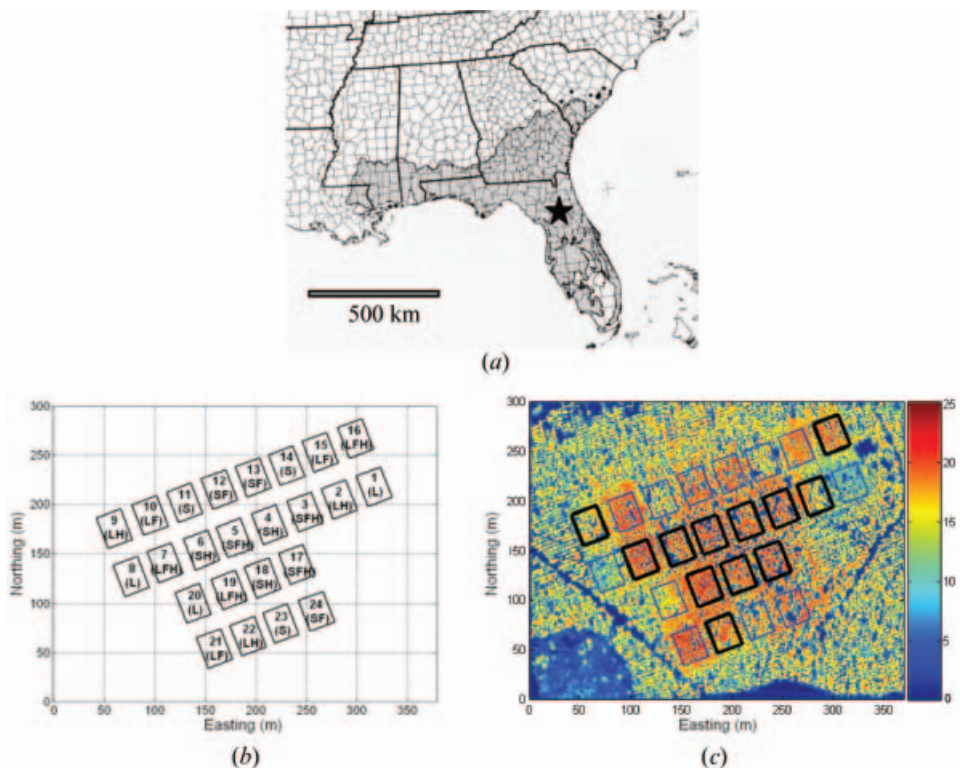 500 km
(a)
300
250
200
150
100
50
0
Northing (m)
0 50 100 150 200 250 300 350
Easting (m)
16
(LFH)
15
(LF)
14
(S)
13
(SF)
12
(SF)
11
(S)
10
(LF)
9
(LH)
1
(L)
2
(LH)
3
(SFH)
4
(SH)
5
(SFH)
6
(SH)
7
(LFH)
8
(L)
17
(SFH)
18
(SH)
19
(LFH)
20
(L)
24
(SF)
23
(S)
22
(LH)
21
(LF)
(b)
300
250
200
150
100
50
0
Northing (m)
0 50 100 150 200 250 300 350
Easting (m)
25
20
15
10
5
0
(c)